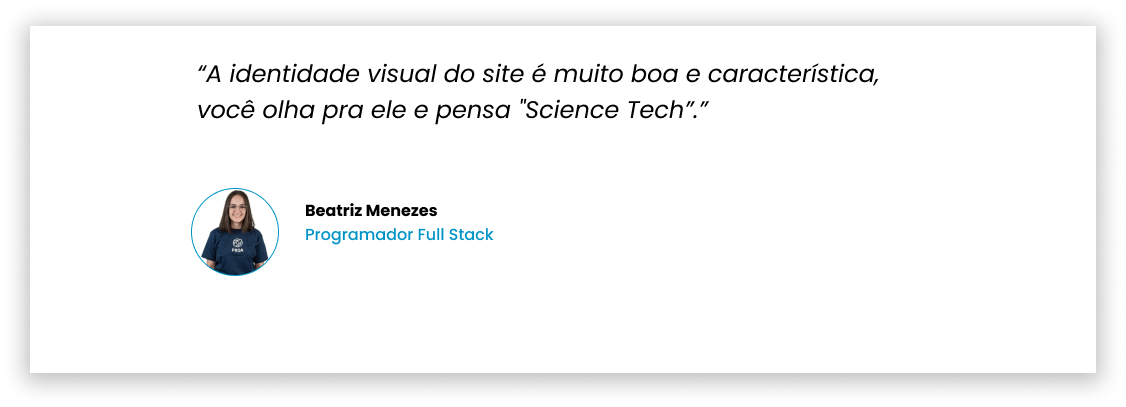 “A identidade visual do site é muito boa e característica,
você olha pra ele e pensa "Science Tech”.”
Beatriz Menezes
Programador Full Stack